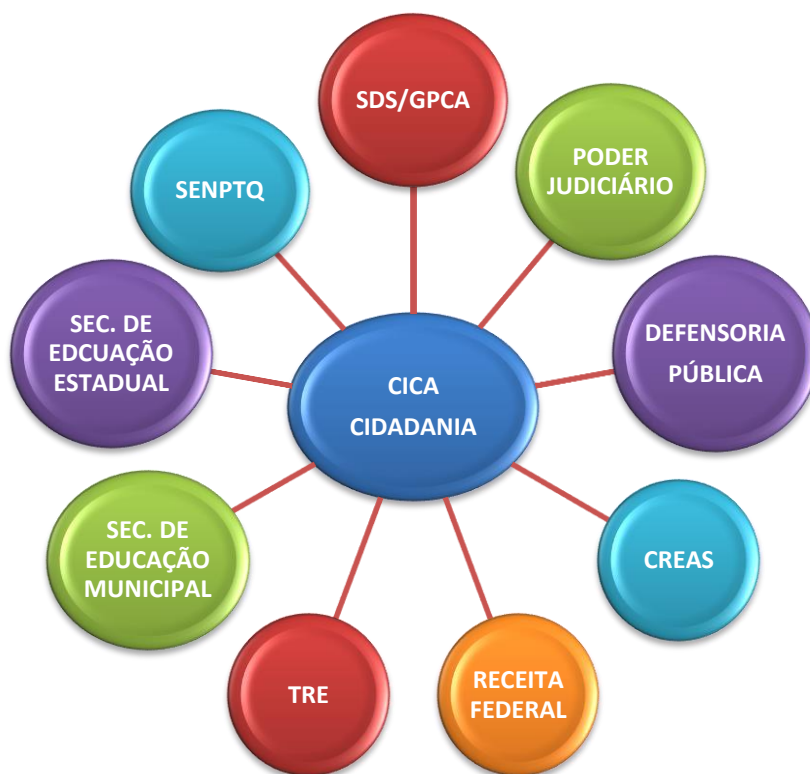 SDS/GPCA
PODER
JUDICIÁRIO
SENPTQ
DEFENSORIA
PÚBLICA
SEC. DE
EDCUAÇÃO
ESTADUAL
CICA
CIDADANIA
SEC. DE
EDUCAÇÃO
MUNICIPAL
CREAS
TRE
RECEITA
FEDERAL